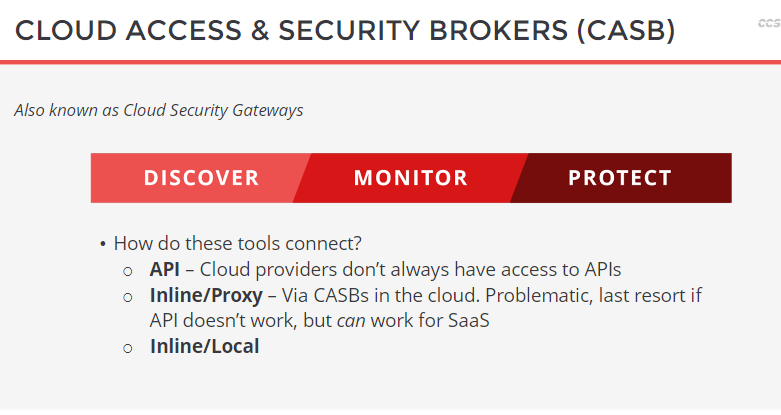 CLOUD ACCESS & SECURITY BROKERS (CASB)
ccs
Also known as Cloud Security Gateways
DISCOVER MONITOR PROTECT
• How do these tools connect?
o API – Cloud providers don’t always have access to APIs
o Inline/Proxy – Via CASBs in the cloud. Problematic, last resort if
API doesn’t work, but can work for SaaS
o Inline/Local